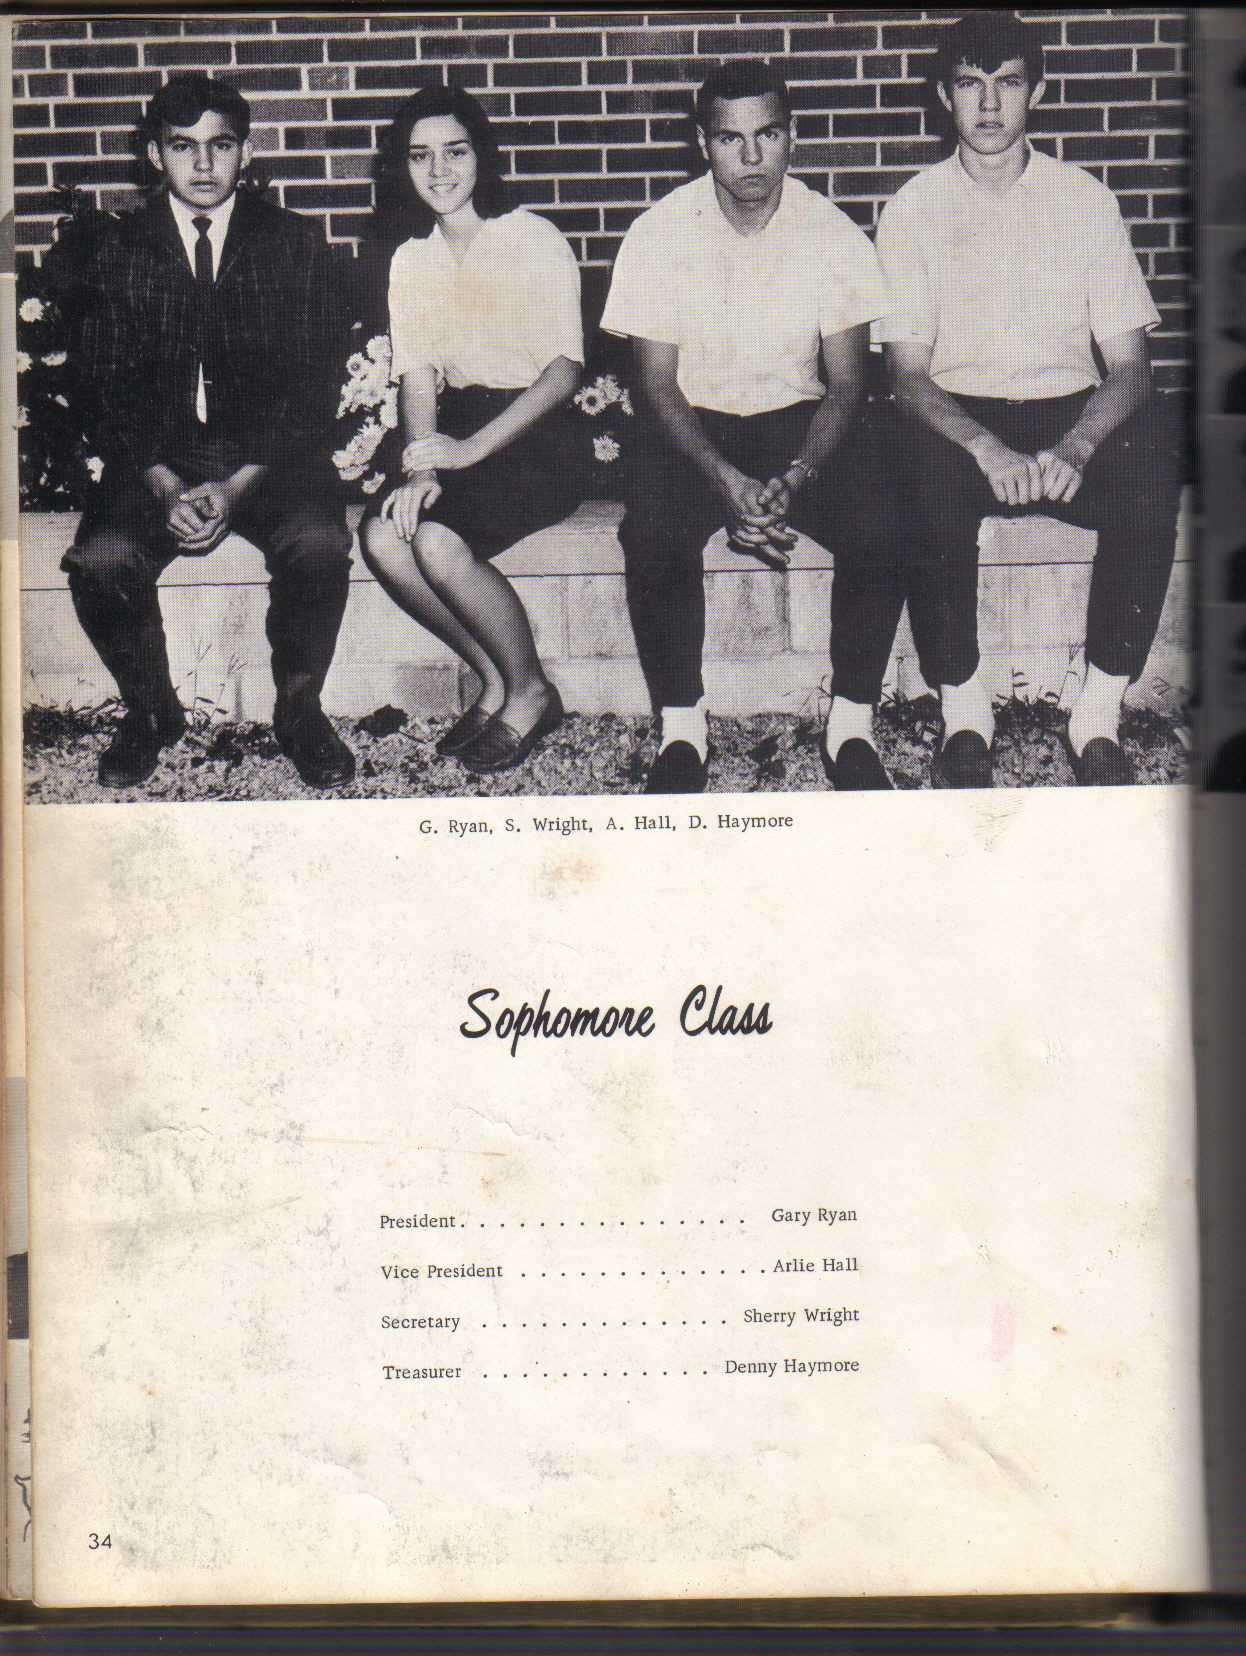 G. Ryan, S. Wright, A. Hall, D. Haymore
Sophomore Class
President . . . . . . . . . . . . . . . Gary Ryan
Vice President . . . . . . . . . . . . . Arlie Hall
Secretary . . . . . . . . . . . . . Sherry Wright
Treasurer . . . . . . . . . . . . Denny Haymore
34